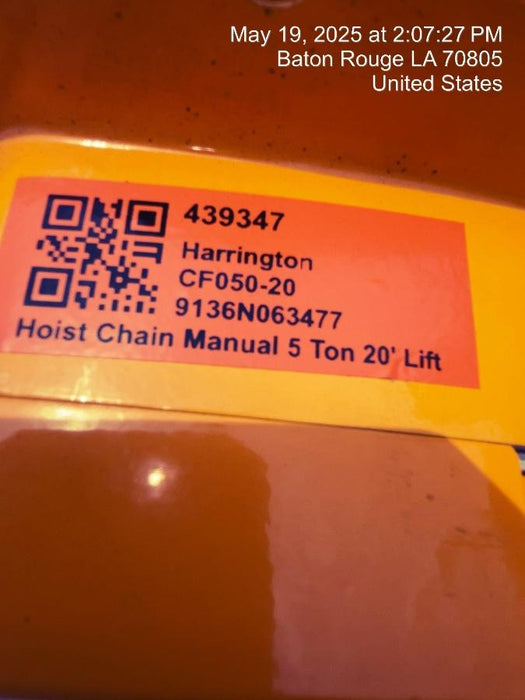 May 19, 2025 at 2:07:27 PM
Baton Rouge LA 70805
United States
439347
Harrington
CF050-20
9136N063477
Hoist Chain Manual 5 Ton 20' Lift